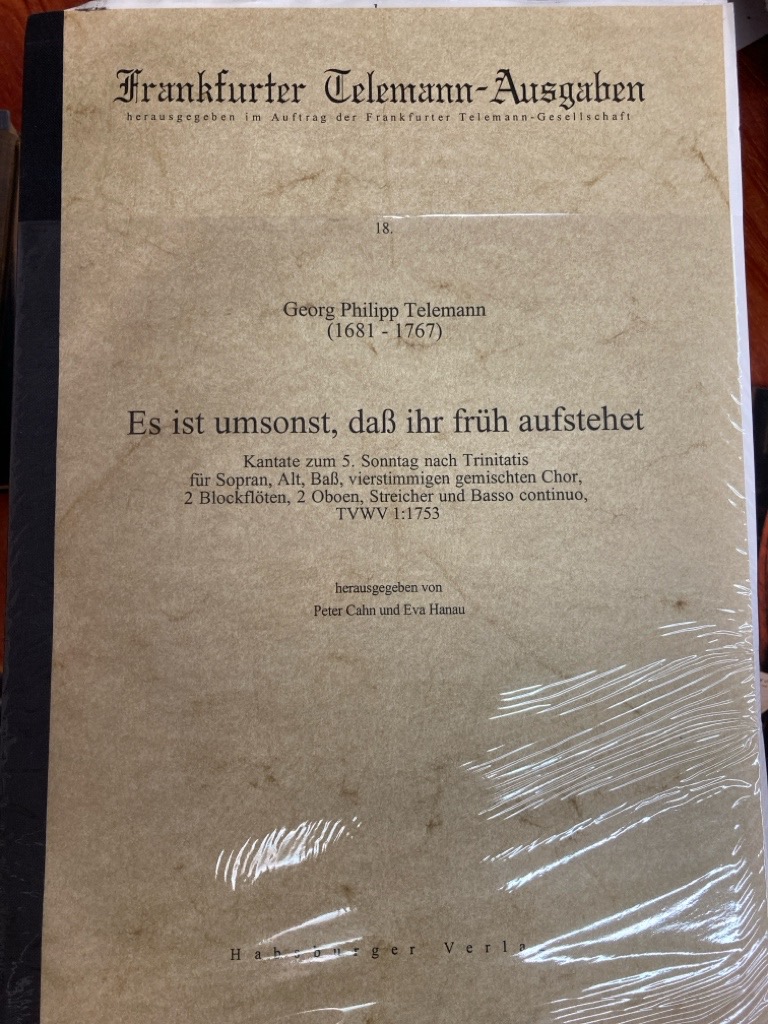 Frankfurter Telemann-Ausgaben
herausgegeben im Auftrag der Frankfurter Telemann-Gesellschaft
18.
Georg Philipp Telemann
(1681 - 1767)
Es ist umsonst, daß ihr früh aufstehet
Kantate zum 5. Sonntag nach Trinitatis
für Sopran, Alt, Baß, vierstimmigen gemischten Chor,
2 Blockflöten, 2 Oboen, Streicher und Basso continuo,
TVWV 1:1753
herausgegeben von
Peter Cahn und Eva Hanau
Habsburger Verla